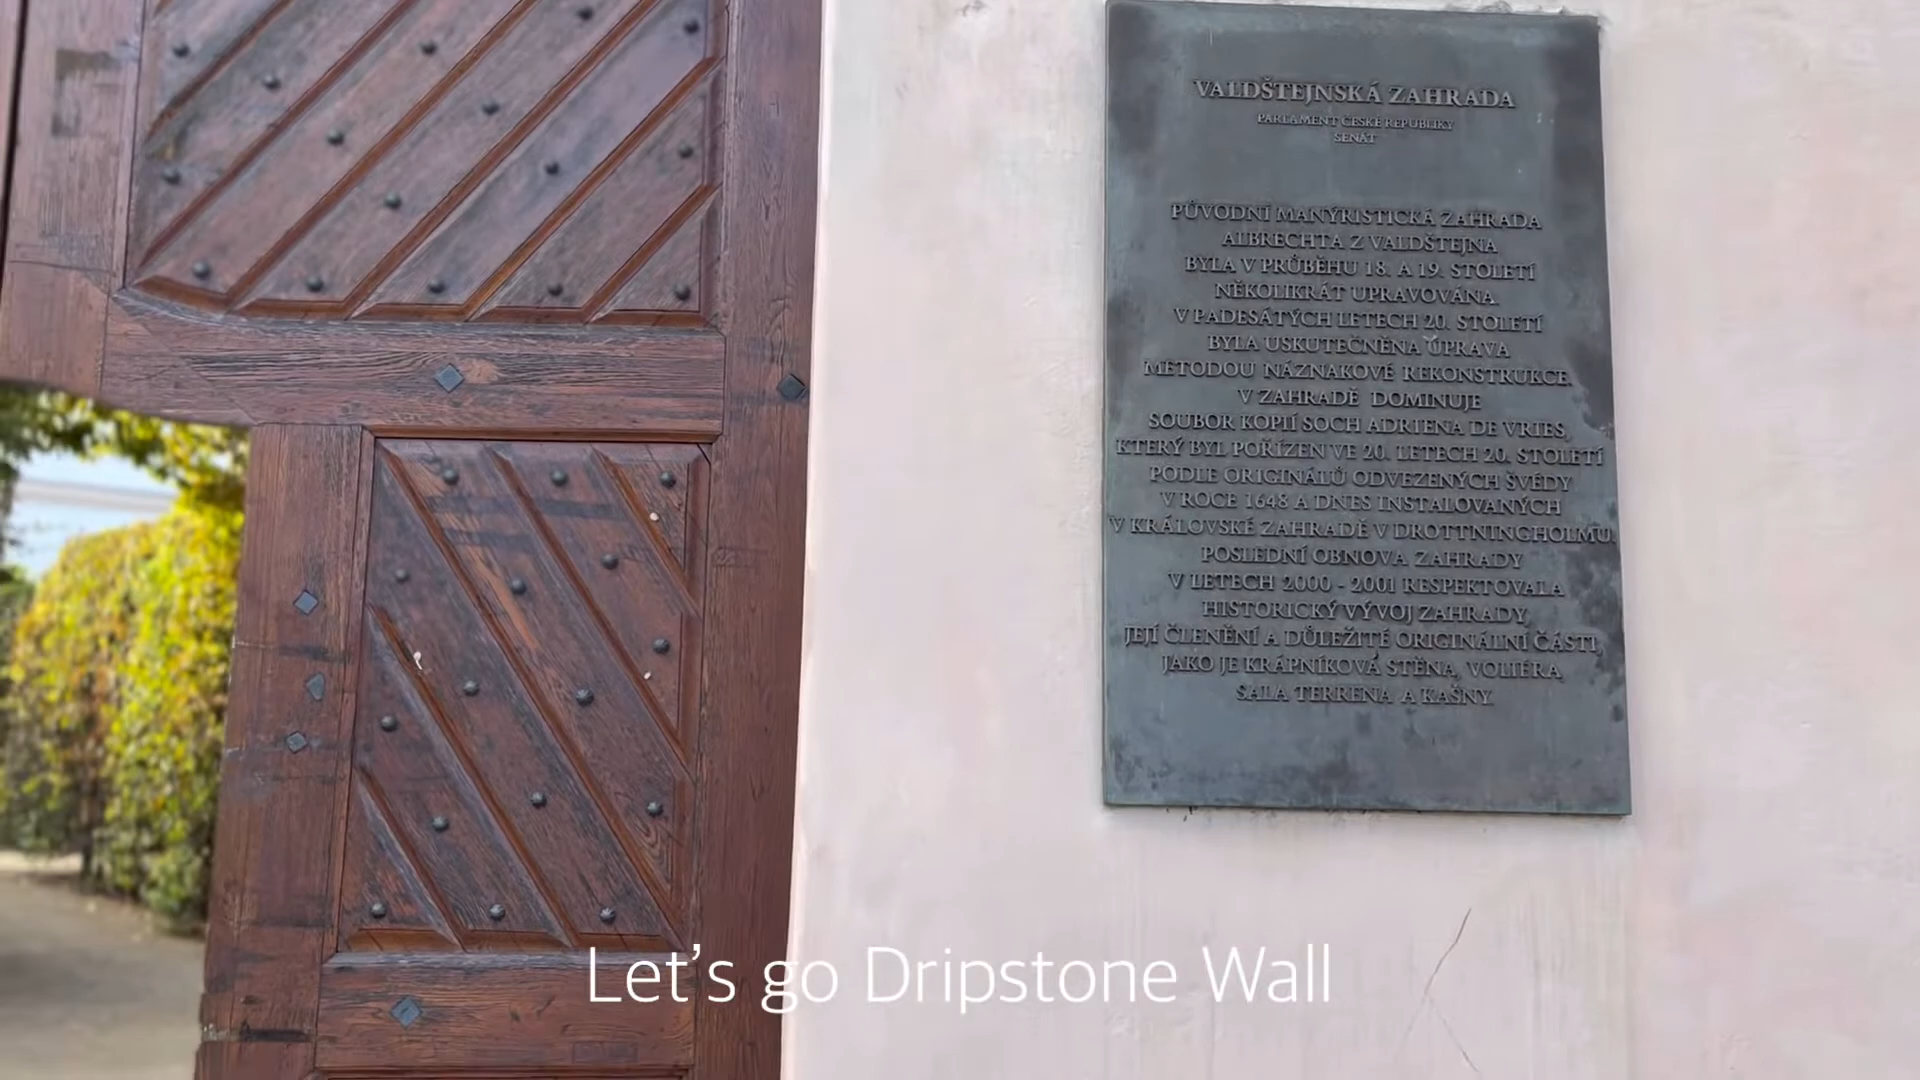 VALDŠTEJNSKÁ ZAHRADA
PARLAMENT ČESKÉ REPUBLIKY
SENÁT
PŮVODNÍ MANÝRISTICKÁ ZAHRADA
ALBRECHTA Z VALDŠTEJNA
BYLA V PRŮBĚHU 18. A 19. STOLETÍ
NĚKOLIKRÁT UPRAVOVÁNA.
V PADESÁTÝCH LETECH 20. STOLETÍ
BYLA USKUTEČNĚNA ÚPRAVA
METODOU NÁZNAKOVÉ REKONSTRUKCE.
V ZAHRADĚ DOMINUJE
SOUBOR KOPIÍ SOCH ADRIENA DE VRIES,
KTERÝ BYL POŘÍZEN VE 20. LETECH 20. STOLETÍ
PODLE ORIGINÁLŮ ODVEZENÝCH ŠVÉDY
V ROCE 1648 A DNES INSTALOVANÝCH
V KRÁLOVSKÉ ZAHRADĚ V DROTTNINGHOLMU.
POSLEDNÍ OBNOVA ZAHRADY
V LETECH 2000 - 2001 RESPEKTOVALA
HISTORICKÝ VÝVOJ ZAHRADY,
JEJÍ ČLENĚNÍ A DŮLEŽITÉ ORIGINÁLNÍ ČÁSTI,
JAKO JE KRÁPNÍKOVÁ STĚNA, VOLIÉRA,
SALA TERRENA A KAŠNY.
Let's go Dripstone Wall